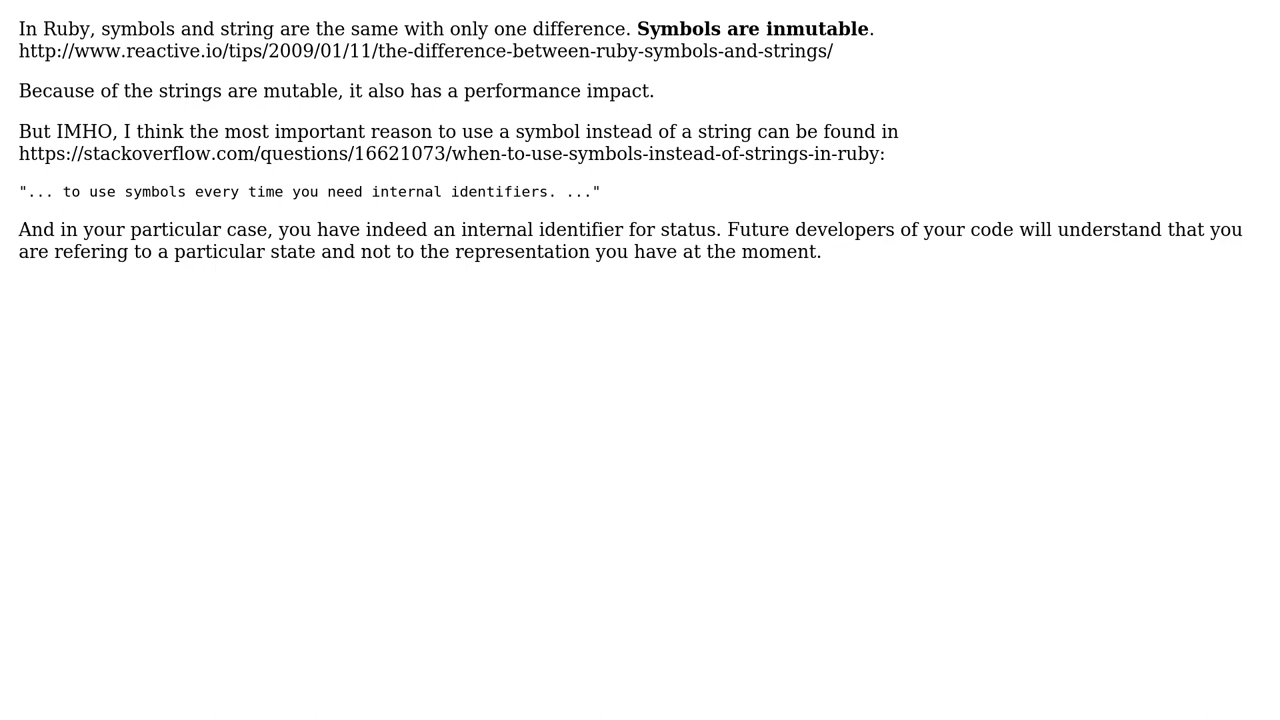 In Ruby, symbols and string are the same with only one difference. Symbols are inmutable.
http://www.reactive.io/tips/2009/01/11/the-difference-between-ruby-symbols-and-strings/
Because of the strings are mutable, it also has a performance impact.
But IMHO, I think the most important reason to use a symbol instead of a string can be found in
https://stackoverflow.com/questions/16621073/when-to-use-symbols-instead-of-strings-in-ruby:
"... to use symbols every time you need internal identifiers. ..."
And in your particular case, you have indeed an internal identifier for status. Future developers of your code will understand that you
are refering to a particular state and not to the representation you have at the moment.